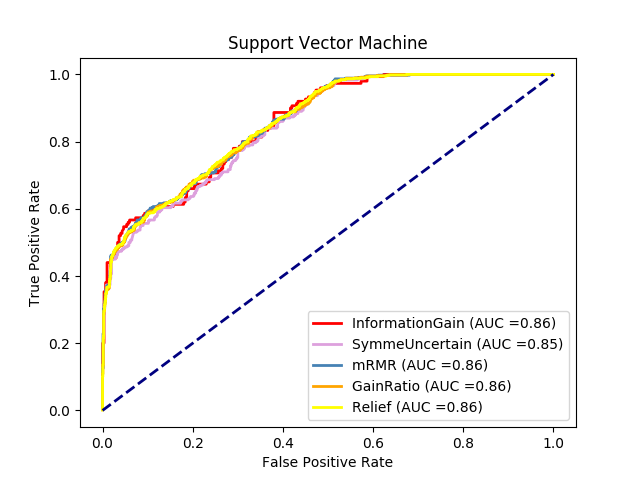 Support Vector Machine
True Positive Rate
1.0
0.8
0.6
0.4
0.2
0.0
InformationGain (AUC =0.86)
SymmeUncertain (AUC =0.85)
mRMR (AUC =0.86)
GainRatio (AUC =0.86)
Relief (AUC =0.86)
0.0 0.2 0.4 0.6 0.8 1.0
False Positive Rate